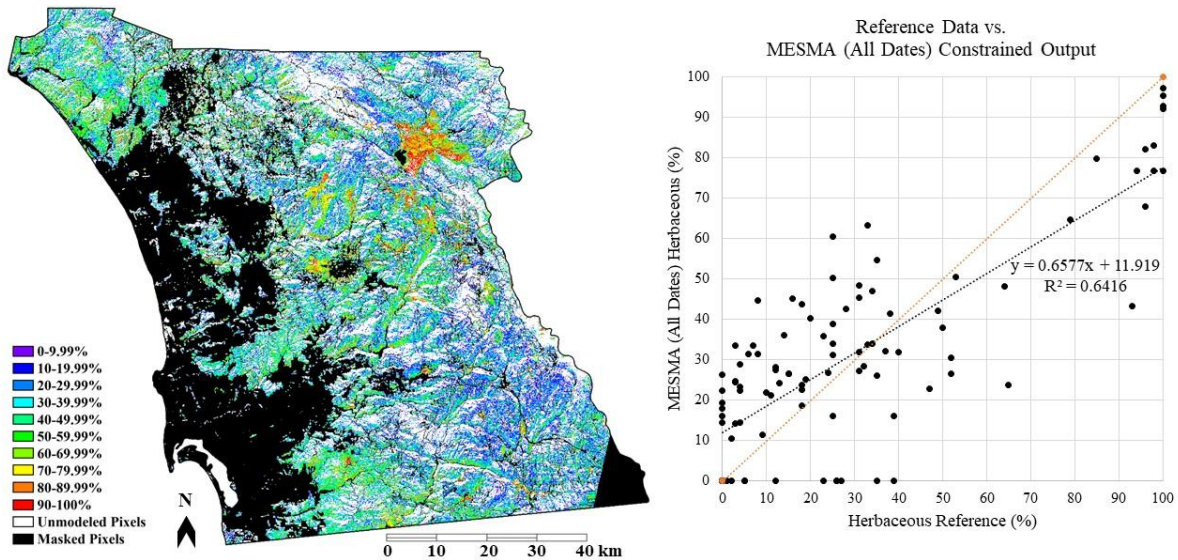 0-9.99%
10-19.99%
20-29.99%
30-39.99%
40-49.99%
50-59.99%
60-69.99%
70-79.99%
80-89.99%
90-100%
Unmodeled Pixels
Masked Pixels
N
0 10 20 30 40 km
Reference Data vs.
MESMA (All Dates) Constrained Output
MESMA (All Dates) Herbaceous (%)
100
90
80
70
60
50
40
30
20
10
0
y = 0.6577x + 11.919
R² = 0.6416
0 10 20 30 40 50 60 70 80 90 100
Herbaceous Reference (%)